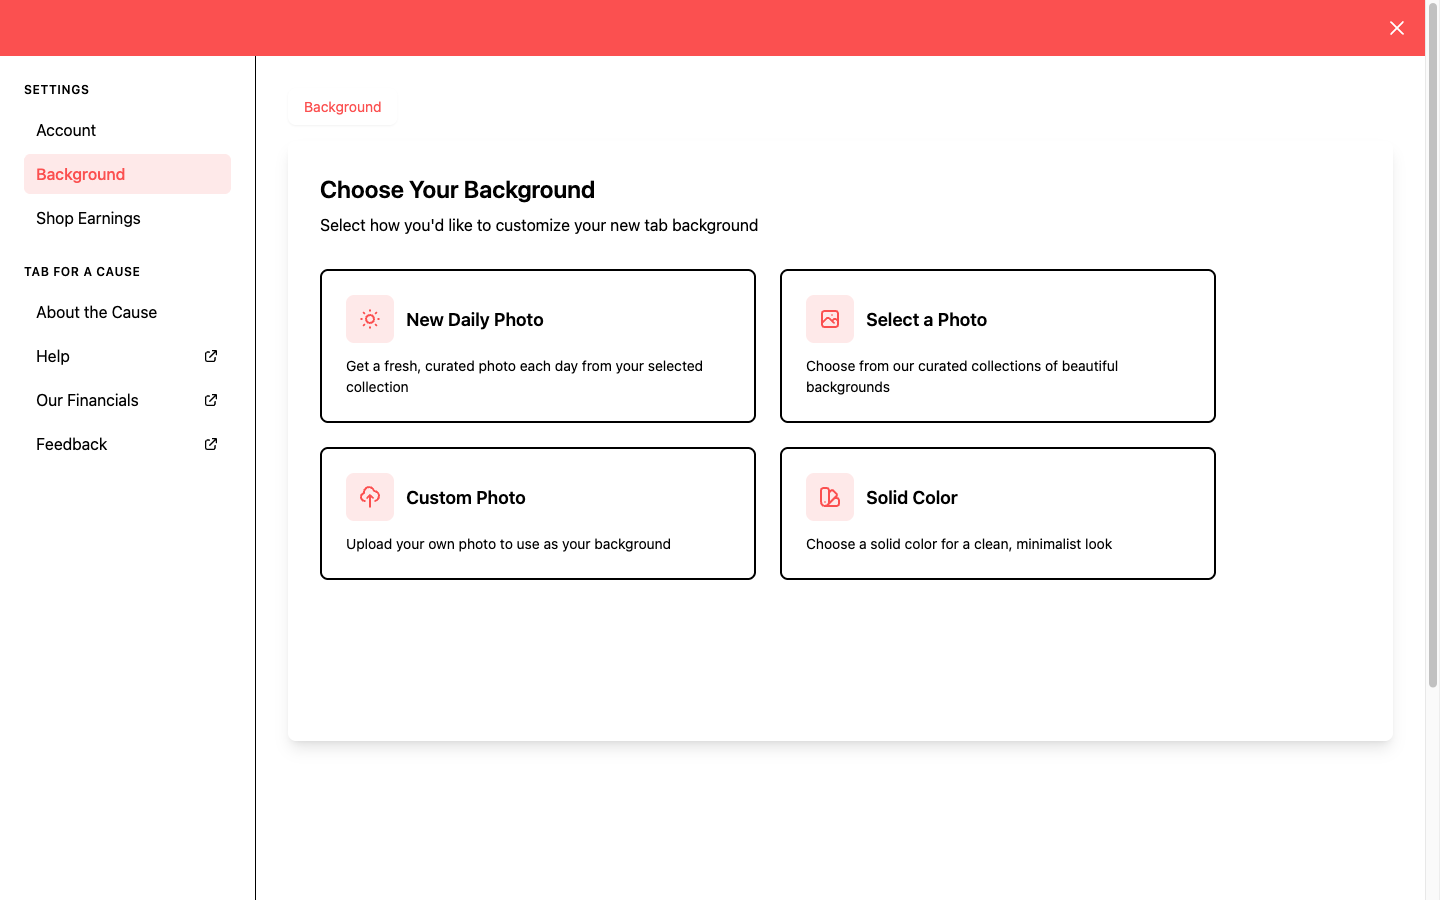 SETTINGS
Account
Background
Shop Earnings
TAB FOR A CAUSE
About the Cause
Help
Our Financials
Feedback
Background
Choose Your Background
Select how you'd like to customize your new tab background
New Daily Photo
Get a fresh, curated photo each day from your selected
collection
Select a Photo
Choose from our curated collections of beautiful
backgrounds
Custom Photo
Upload your own photo to use as your background
Solid Color
Choose a solid color for a clean, minimalist look